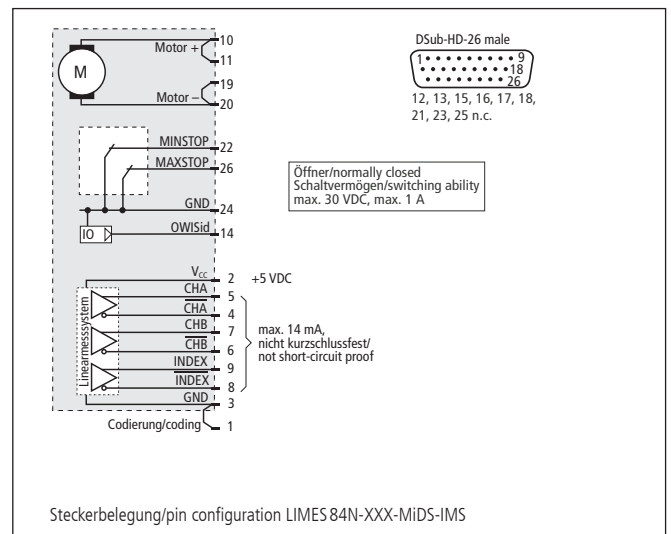 Motor + 10
11
M
19
Motor – 20
DSub-HD-26 male
1 9
18
26
12, 13, 15, 16, 17, 18,
21, 23, 25 n.c.
MINSTOP 22
MAXSTOP 26
GND 24
IO OWISid 14
Öffner/normally closed
Schaltvermögen/switching ability
max. 30 VDC, max. 1 A
Linearmesssystem
VCC 2 +5 VDC
CHA 5
C̅H̅A̅ 4
CHB 7
C̅H̅B̅ 6
INDEX 9
I̅N̅D̅E̅X̅ 8
GND 3
max. 14 mA,
nicht kurzschlussfest/
not short-circuit proof
Codierung/coding 1
Steckerbelegung/pin configuration LIMES 84N-XXX-MiDS-IMS